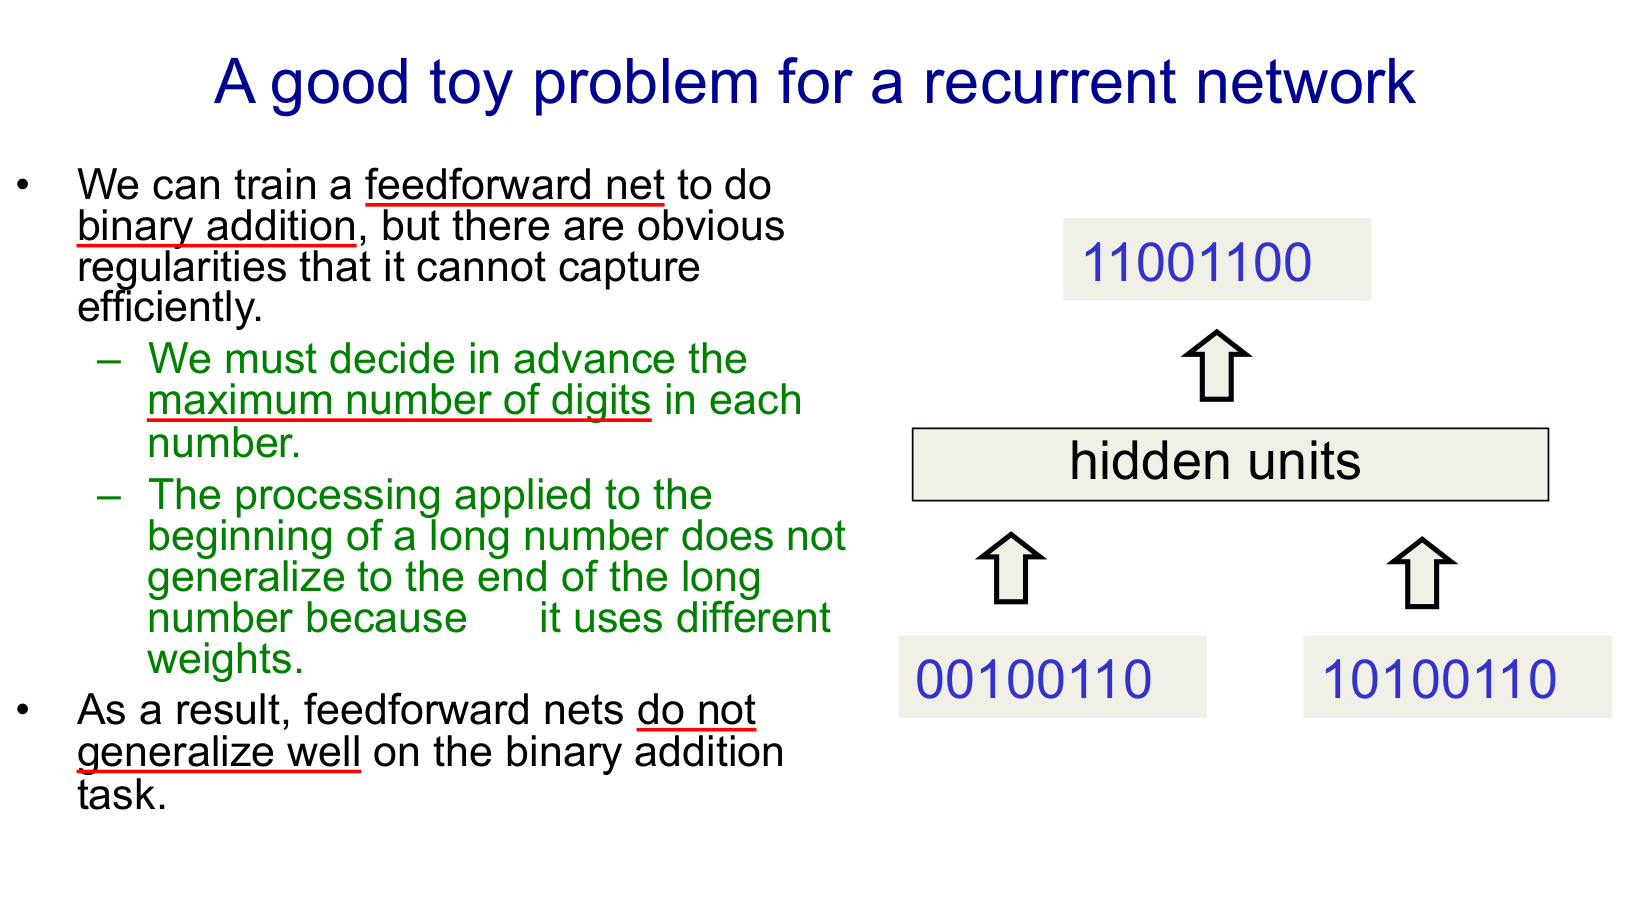 A good toy problem for a recurrent network
• We can train a feedforward net to do
binary addition, but there are obvious
regularities that it cannot capture
efficiently.
– We must decide in advance the
maximum number of digits in each
number.
– The processing applied to the
beginning of a long number does not
generalize to the end of the long
number because it uses different
weights.
• As a result, feedforward nets do not
generalize well on the binary addition
task.
11001100
hidden units
00100110
10100110